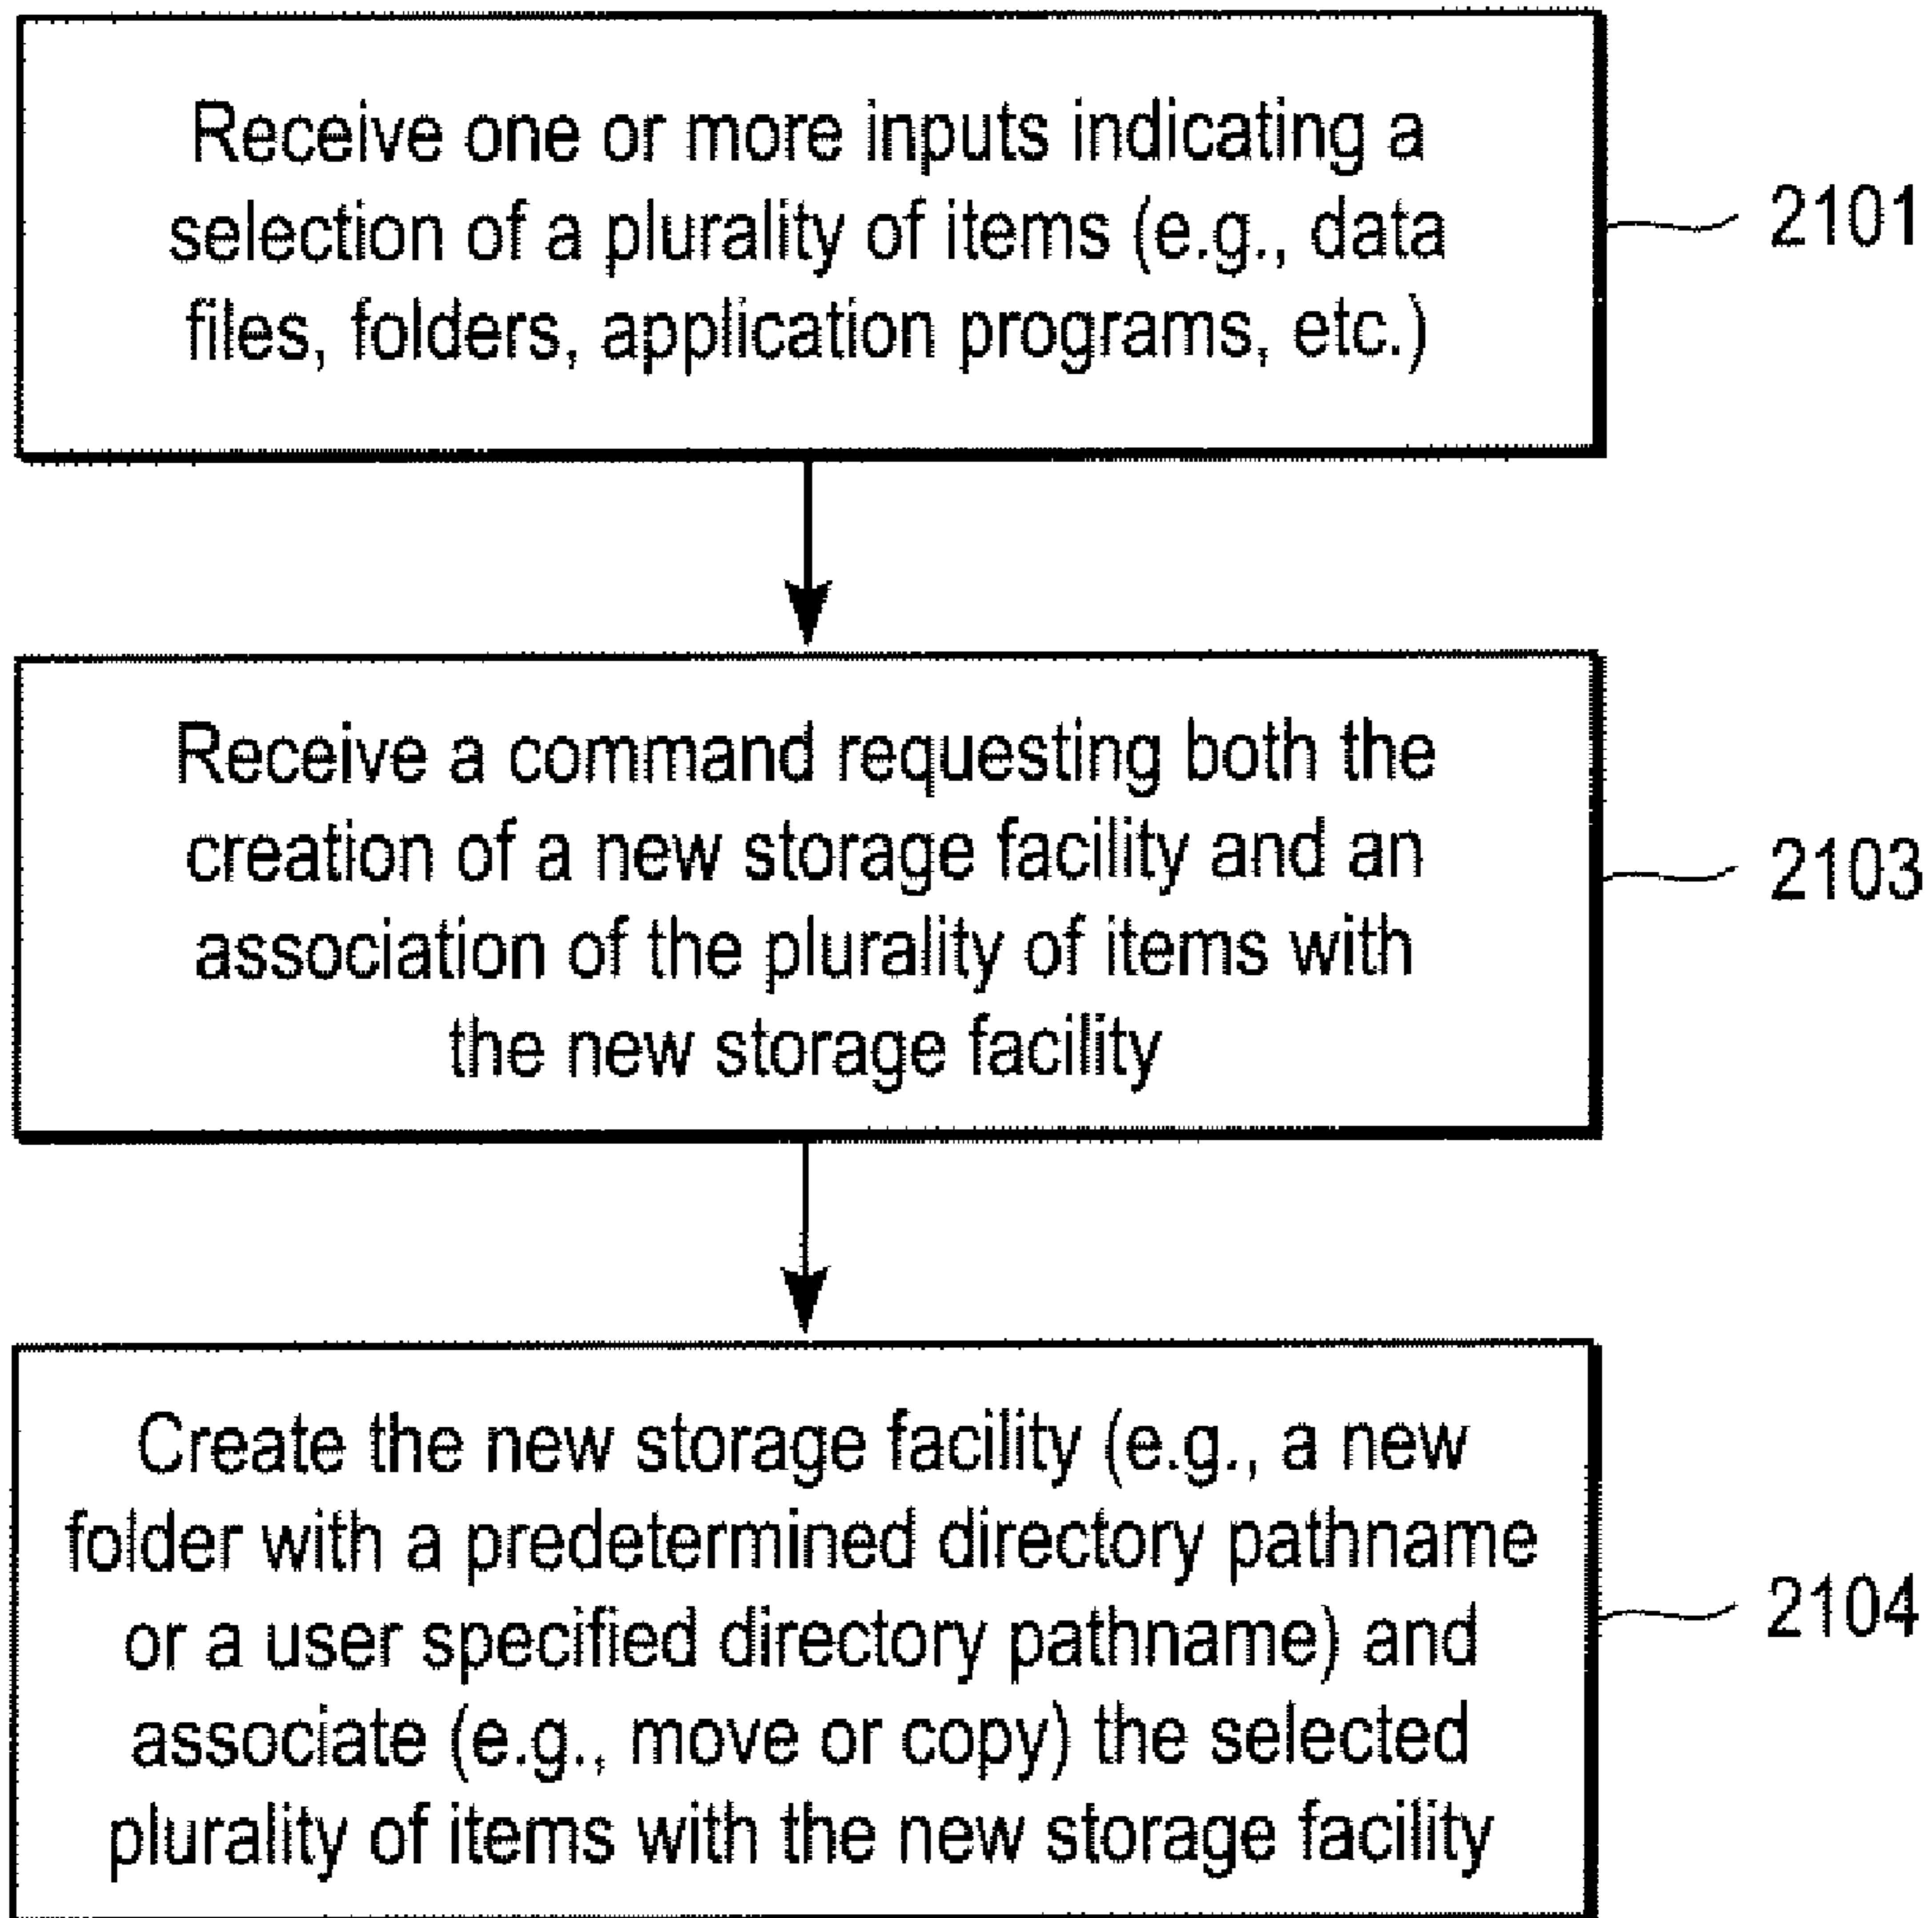 Receive one or more inputs indicating a
selection of a plurality of items (e.g., data
files, folders, application programs, etc.)
2101
Receive a command requesting both the
creation of a new storage facility and an
association of the plurality of items with
the new storage facility
2103
Create the new storage facility (e.g., a new
folder with a predetermined directory pathname
or a user specified directory pathname) and
associate (e.g., move or copy) the selected
plurality of items with the new storage facility
2104